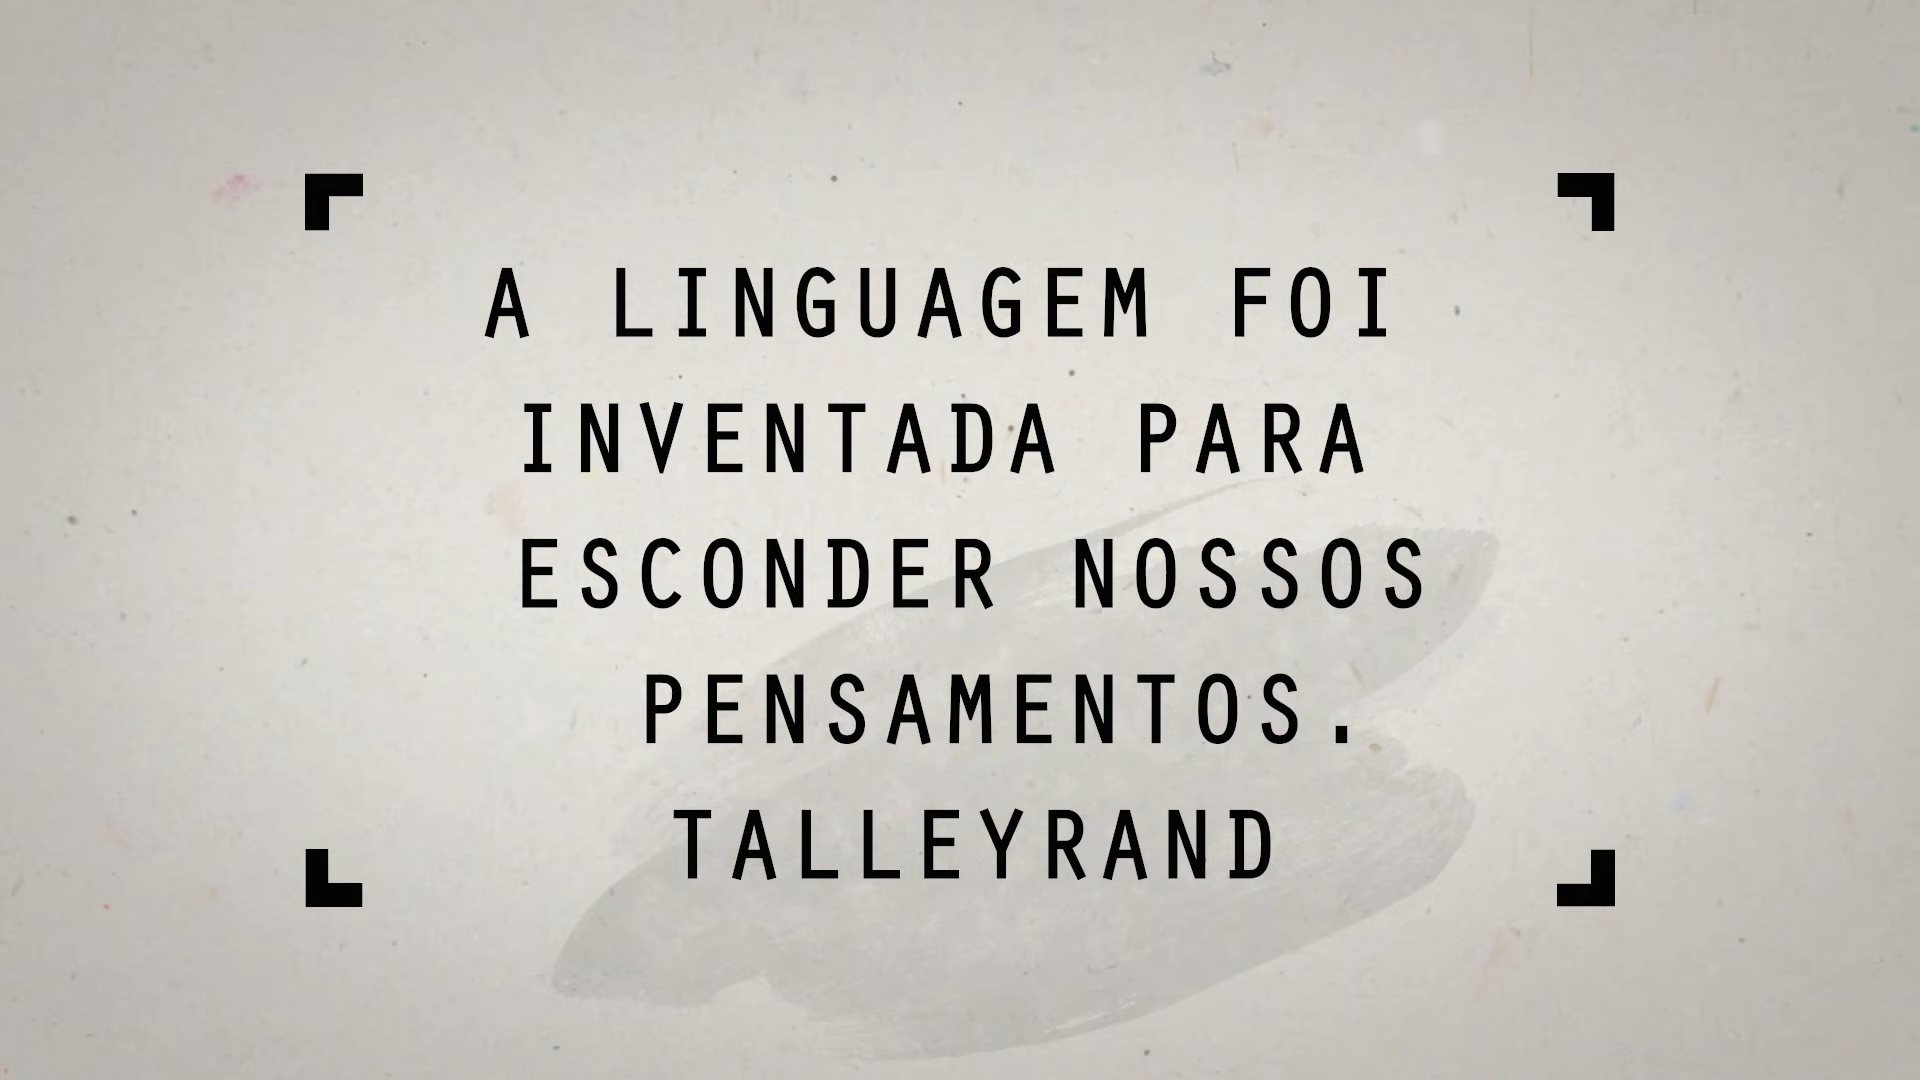 A LINGUAGEM FOI
INVENTADA PARA
ESCONDER NOSSOS
PENSAMENTOS.
TALLEYRAND